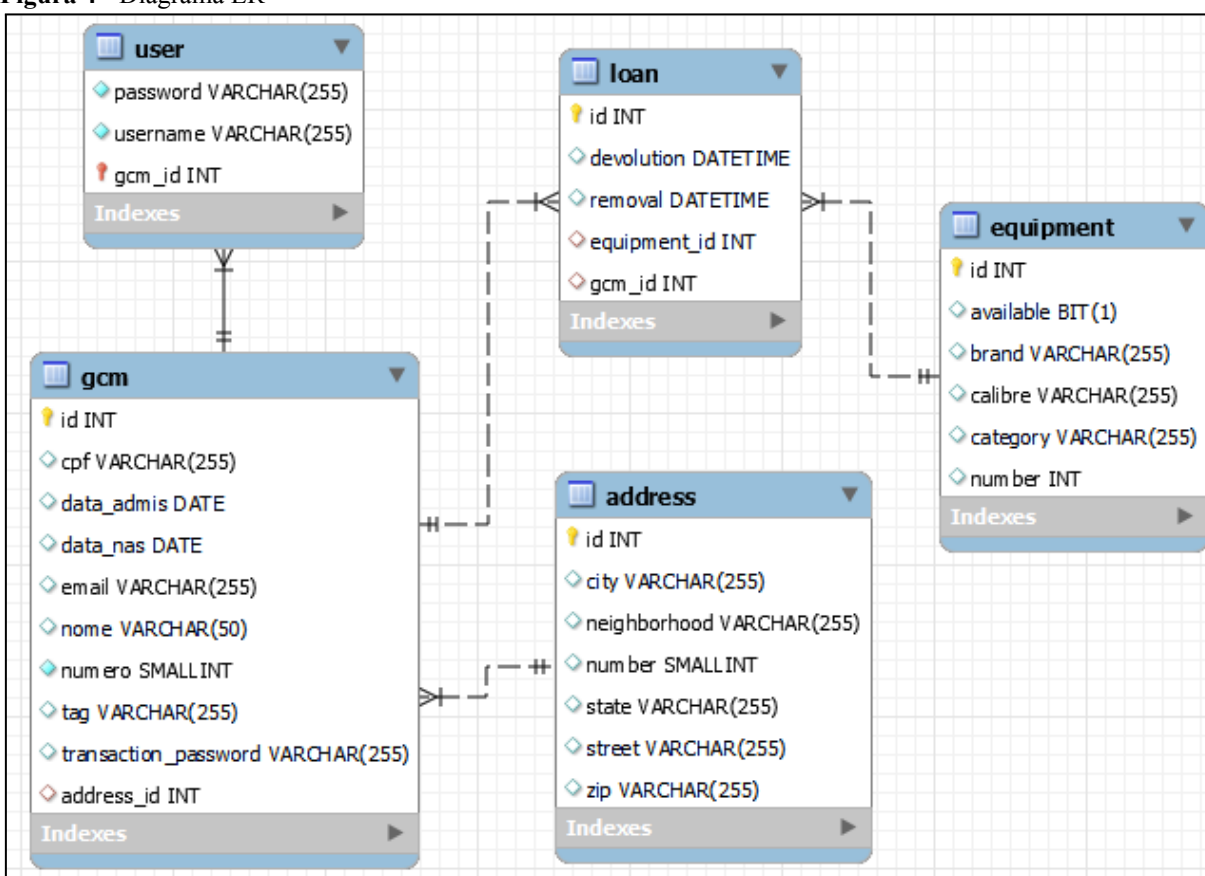 Figura 4 - Diagrama ER
user
password VARCHAR(255)
username VARCHAR(255)
gcm_id INT
Indexes
loan
id INT
devolution DATETIME
removal DATETIME
equipment_id INT
gcm_id INT
Indexes
equipment
id INT
available BIT(1)
brand VARCHAR(255)
calibre VARCHAR(255)
category VARCHAR(255)
number INT
Indexes
gcm
id INT
cpf VARCHAR(255)
data_admis DATE
data_nas DATE
email VARCHAR(255)
nome VARCHAR(50)
numero SMALLINT
tag VARCHAR(255)
transaction_password VARCHAR(255)
address_id INT
Indexes
address
id INT
city VARCHAR(255)
neighborhood VARCHAR(255)
number SMALLINT
state VARCHAR(255)
street VARCHAR(255)
zip VARCHAR(255)
Indexes